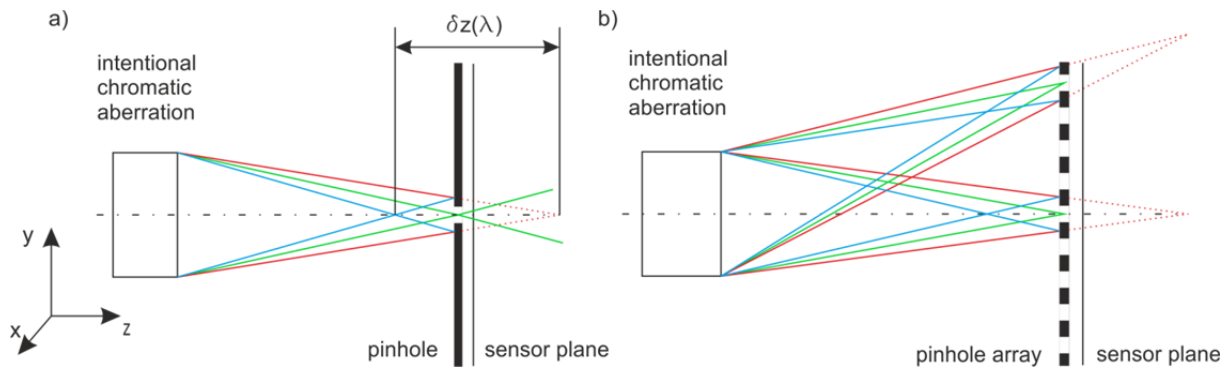 a)
δz(λ)
intentional
chromatic
aberration
y
x
z
pinhole
sensor plane
b)
intentional
chromatic
aberration
pinhole array
sensor plane